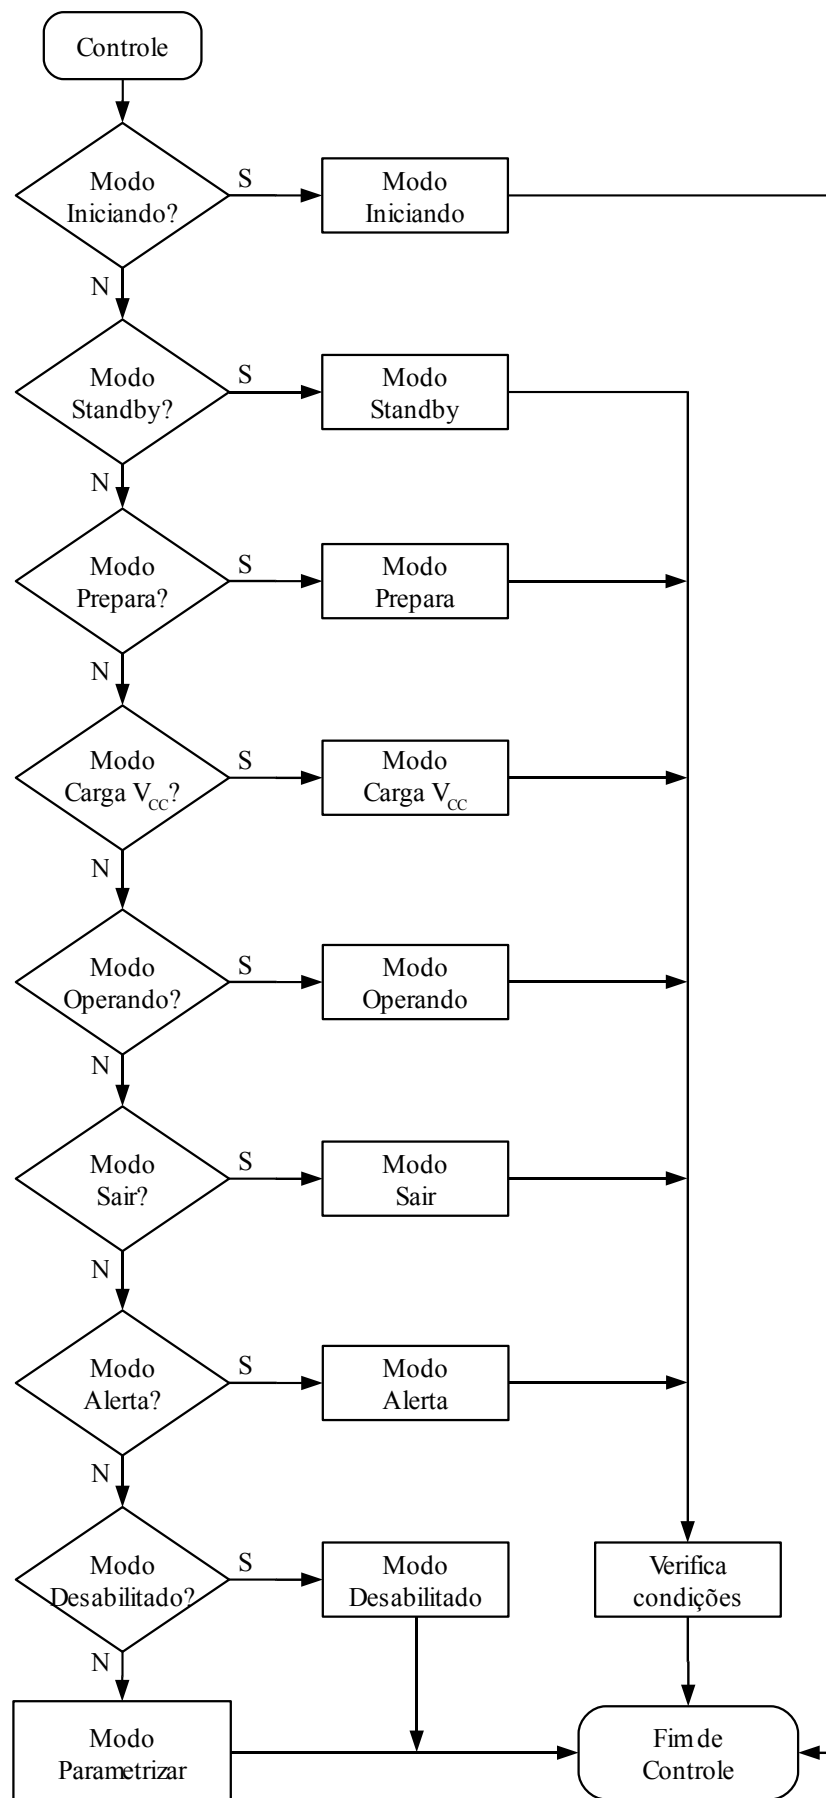 Controle
Modo
Iniciando?
S
Modo
Iniciando
N
Modo
Standby?
S
Modo
Standby
N
Modo
Prepara?
S
Modo
Prepara
N
Modo
Carga VCC?
S
Modo
Carga VCC
N
Modo
Operando?
S
Modo
Operando
N
Modo
Sair?
S
Modo
Sair
N
Modo
Alerta?
S
Modo
Alerta
N
Modo
Desabilitado?
S
Modo
Desabilitado
Verifica
condições
N
Modo
Parametrizar
Fim de
Controle